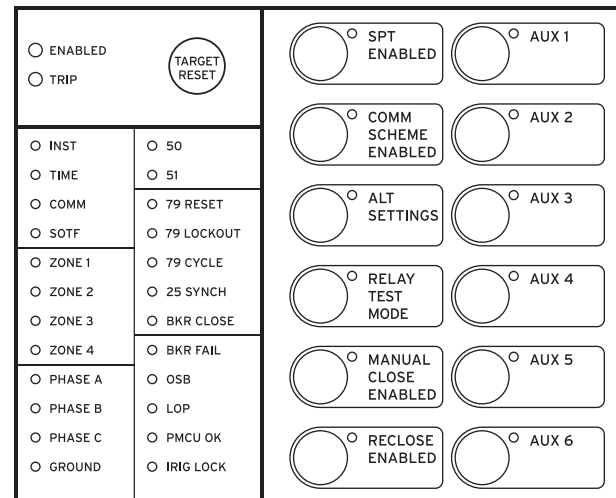 ENABLED
TRIP
TARGET
RESET
INST
TIME
COMM
SOTF
ZONE 1
ZONE 2
ZONE 3
ZONE 4
PHASE A
PHASE B
PHASE C
GROUND
50
51
79 RESET
79 LOCKOUT
79 CYCLE
25 SYNCH
BKR CLOSE
BKR FAIL
OSB
LOP
PMCU OK
IRIG LOCK
SPT
ENABLED
COMM
SCHEME
ENABLED
ALT
SETTINGS
RELAY
TEST
MODE
MANUAL
CLOSE
ENABLED
RECLOSE
ENABLED
AUX 1
AUX 2
AUX 3
AUX 4
AUX 5
AUX 6